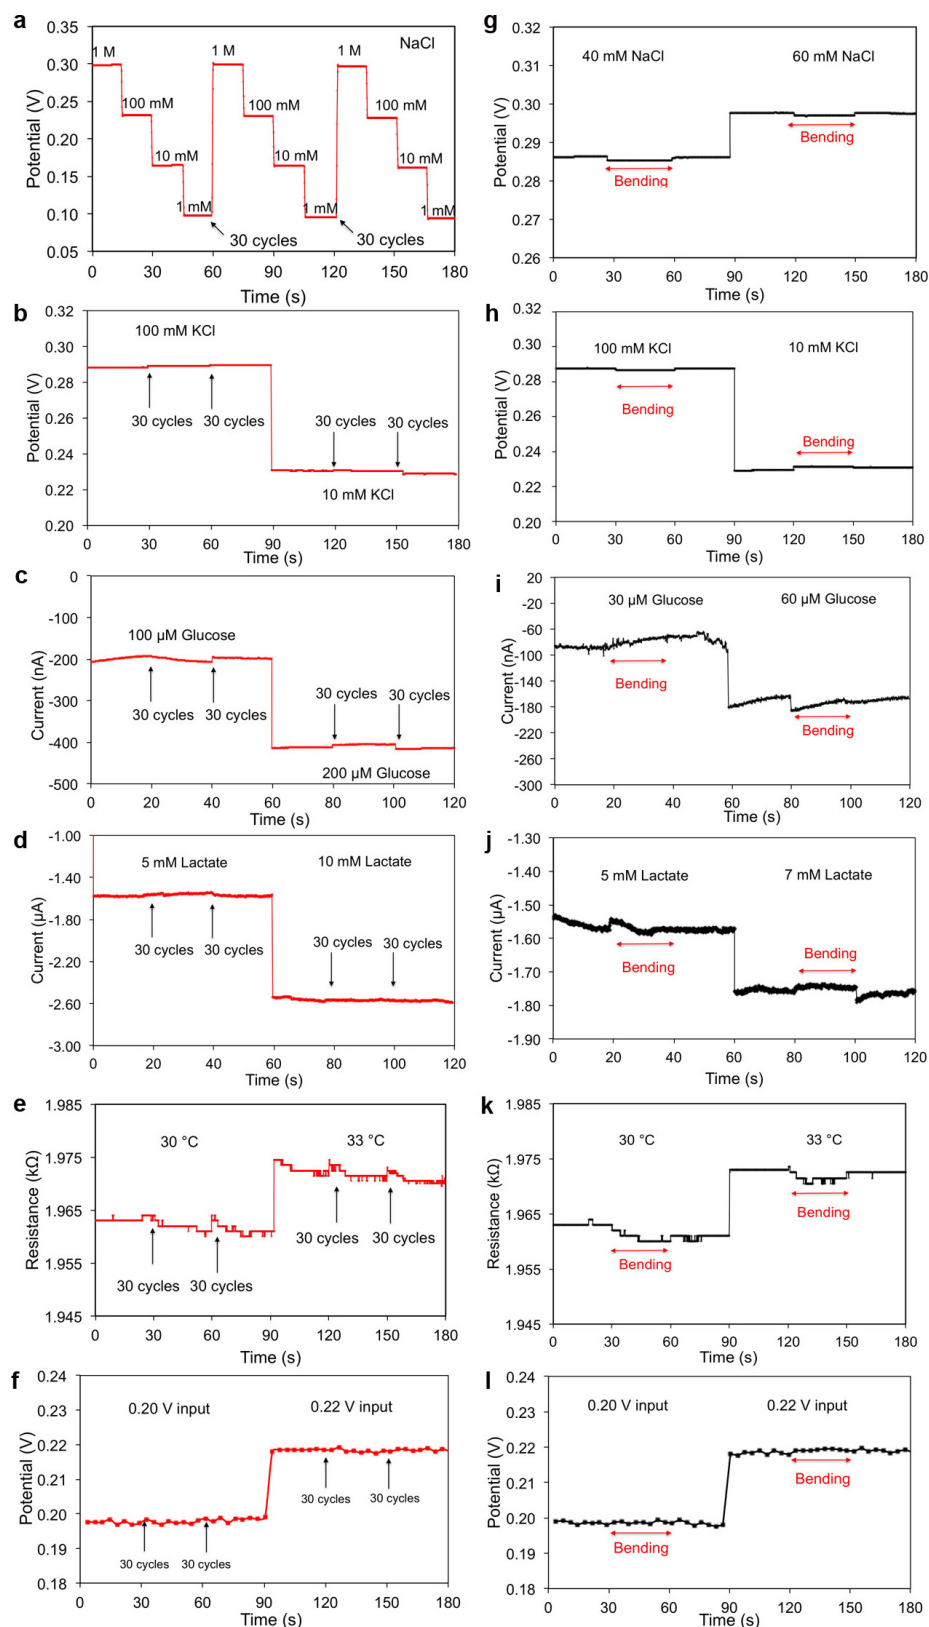 a
Potential (V)
0.35
0.30
0.25
0.20
0.15
0.10
0.05
1 M
1 M
1 M
NaCl
100 mM
100 mM
100 mM
10 mM
10 mM
10 mM
1 mM
1 mM
1 mM
30 cycles
30 cycles
0 30 60 90 120 150 180
Time (s)
g
Potential (V)
0.32
0.31
0.30
0.29
0.28
0.27
0.26
40 mM NaCl
60 mM NaCl
Bending
Bending
0 30 60 90 120 150 180
Time (s)
b
Potential (V)
0.32
0.30
0.28
0.26
0.24
0.22
0.20
100 mM KCl
30 cycles
30 cycles
30 cycles
30 cycles
10 mM KCl
0 30 60 90 120 150 180
Time (s)
h
Potential (V)
0.32
0.30
0.28
0.26
0.24
0.22
0.20
100 mM KCl
10 mM KCl
Bending
Bending
0 30 60 90 120 150 180
Time (s)
c
Current (nA)
0
-100
-200
-300
-400
-500
100 µM Glucose
30 cycles
30 cycles
30 cycles
30 cycles
200 µM Glucose
0 20 40 60 80 100 120
Time (s)
i
Current (nA)
20
-20
-60
-100
-140
-180
-220
-260
-300
30 µM Glucose
60 µM Glucose
Bending
Bending
0 20 40 60 80 100 120
Time (s)
d
Current (µA)
-1.00
-1.40
-1.80
-2.20
-2.60
-3.00
5 mM Lactate
10 mM Lactate
30 cycles
30 cycles
30 cycles
30 cycles
0 20 40 60 80 100 120
Time (s)
j
Current (µA)
-1.30
-1.40
-1.50
-1.60
-1.70
-1.80
-1.90
5 mM Lactate
7 mM Lactate
Bending
Bending
0 20 40 60 80 100 120
Time (s)
e
Resistance (kΩ)
1.985
1.975
1.965
1.955
1.945
30 °C
33 °C
30 cycles
30 cycles
30 cycles
30 cycles
0 30 60 90 120 150 180
Time (s)
k
Resistance (kΩ)
1.985
1.975
1.965
1.955
1.945
30 °C
33 °C
Bending
Bending
0 30 60 90 120 150 180
Time (s)
f
Potential (V)
0.24
0.23
0.22
0.21
0.20
0.19
0.18
0.20 V input
0.22 V input
30 cycles
30 cycles
30 cycles
30 cycles
0 30 60 90 120 150 180
Time (s)
l
Potential (V)
0.24
0.23
0.22
0.21
0.20
0.19
0.18
0.20 V input
0.22 V input
Bending
Bending
0 30 60 90 120 150 180
Time (s)